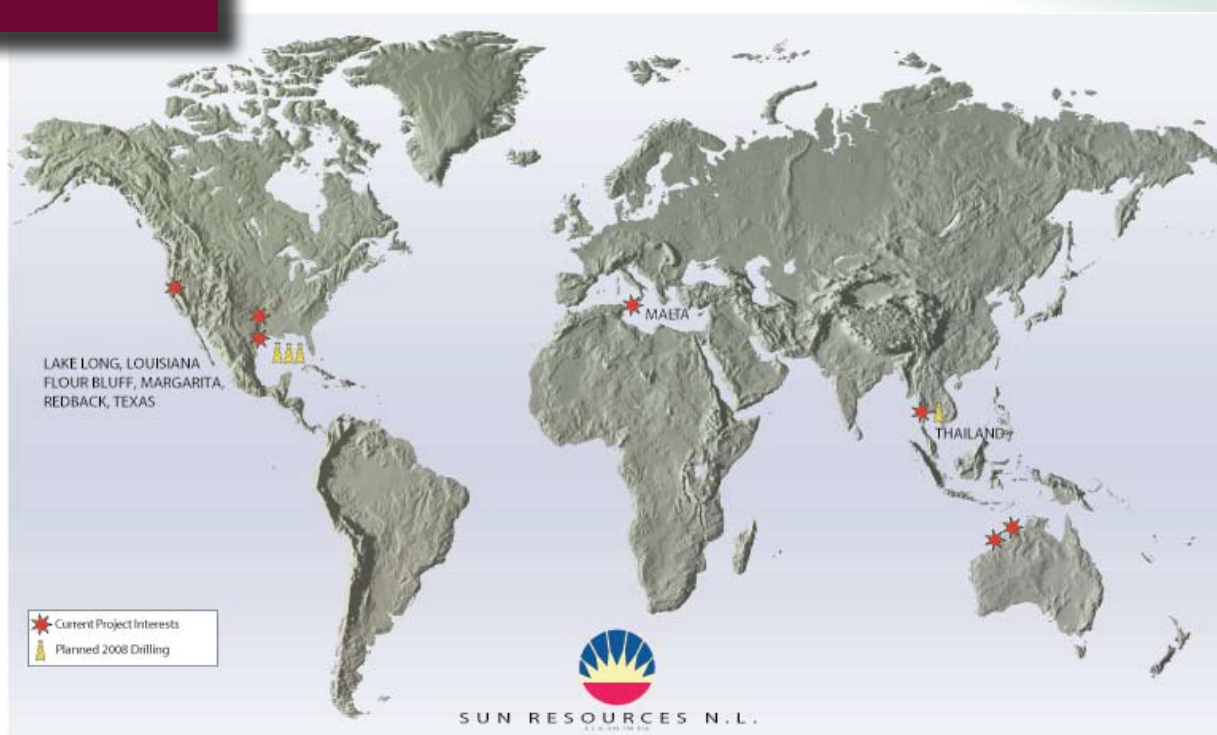 MALTA
LAKE LONG, LOUISIANA
FLOUR BLUFF, MARGARITA,
REDBACK, TEXAS
THAILAND
Current Project Interests
Planned 2008 Drilling
SUN RESOURCES N.L.